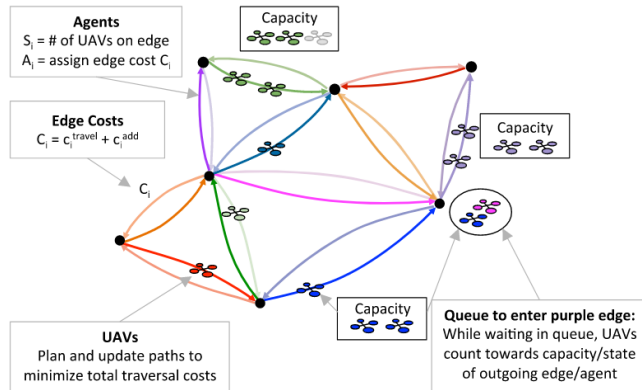 Agents
Sᵢ = # of UAVs on edge
Aᵢ = assign edge cost Cᵢ
Capacity
Edge Costs
Cᵢ = cᵢᵗʳᵃᵛᵉˡ + cᵢᵃᵈᵈ
Capacity
Cᵢ
Capacity
UAVs
Plan and update paths to
minimize total traversal costs
Queue to enter purple edge:
While waiting in queue, UAVs
count towards capacity/state
of outgoing edge/agent